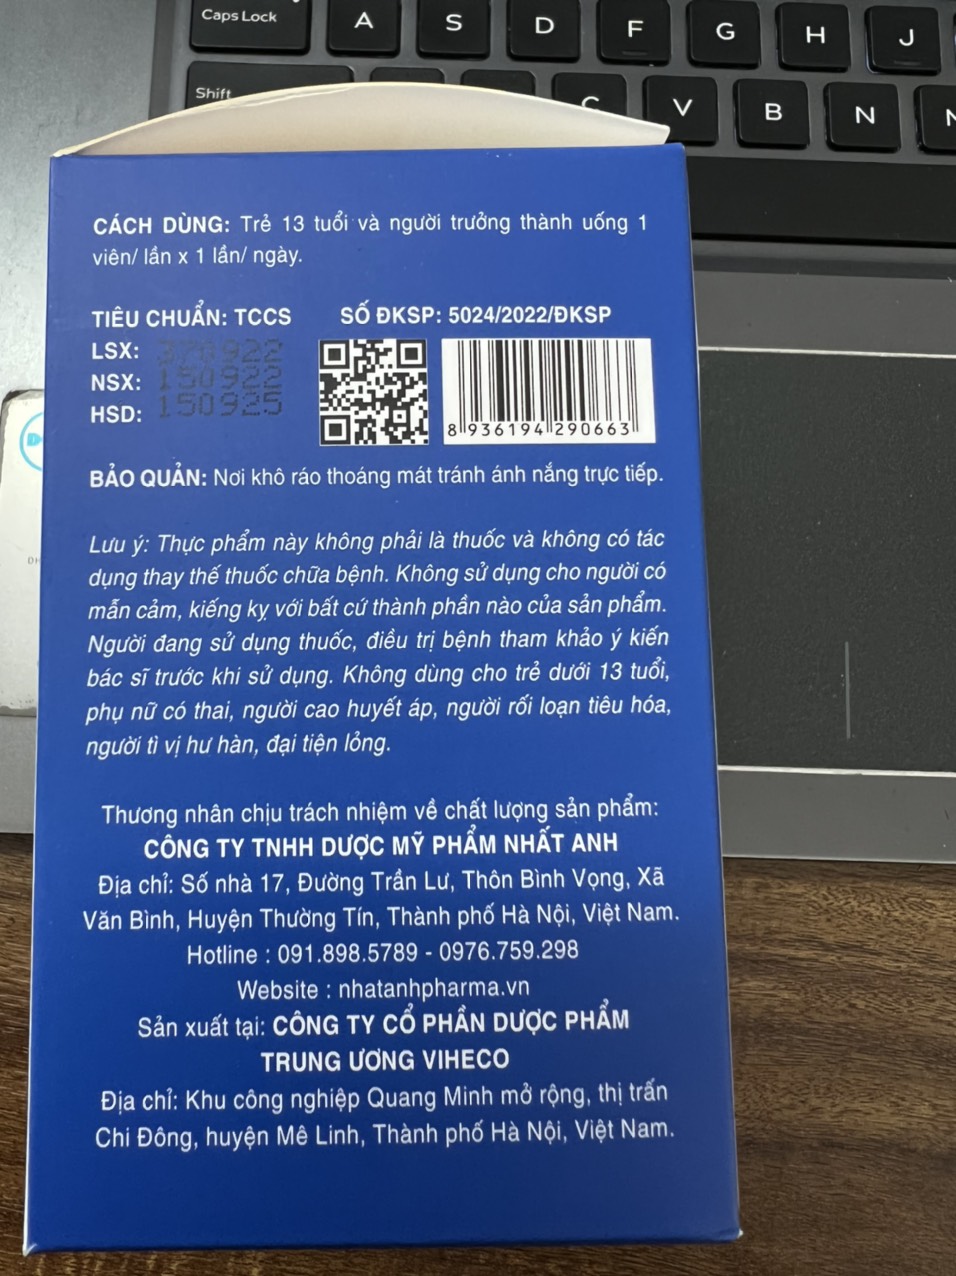 Caps Lock
A
S
D
F
G
H
J
Shift
C
V
B
N
CÁCH DÙNG: Trẻ 13 tuổi và người trưởng thành uống 1
viên/ lần x 1 lần/ ngày.
TIÊU CHUẨN: TCCS
SỐ ĐKSP: 5024/2022/ĐKSP
LSX: 376922
NSX: 150922
HSD: 150925
8 936194 290663
BẢO QUẢN: Nơi khô ráo thoáng mát tránh ánh nắng trực tiếp.
Lưu ý: Thực phẩm này không phải là thuốc và không có tác
dụng thay thế thuốc chữa bệnh. Không sử dụng cho người có
mẫn cảm, kiếng kỵ với bất cứ thành phần nào của sản phẩm.
Người đang sử dụng thuốc, điều trị bệnh tham khảo ý kiến
bác sĩ trước khi sử dụng. Không dùng cho trẻ dưới 13 tuổi,
phụ nữ có thai, người cao huyết áp, người rối loạn tiêu hóa,
người tì vị hư hàn, đại tiện lỏng.
Thương nhân chịu trách nhiệm về chất lượng sản phẩm:
CÔNG TY TNHH DƯỢC MỸ PHẨM NHẤT ANH
Địa chỉ: Số nhà 17, Đường Trần Lư, Thôn Bình Vọng, Xã
Văn Bình, Huyện Thường Tín, Thành phố Hà Nội, Việt Nam.
Hotline : 091.898.5789 - 0976.759.298
Website : nhatanhpharma.vn
Sản xuất tại: CÔNG TY CỔ PHẦN DƯỢC PHẨM
TRUNG ƯƠNG VIHECO
Địa chỉ: Khu công nghiệp Quang Minh mở rộng, thị trấn
Chi Đông, huyện Mê Linh, Thành phố Hà Nội, Việt Nam.